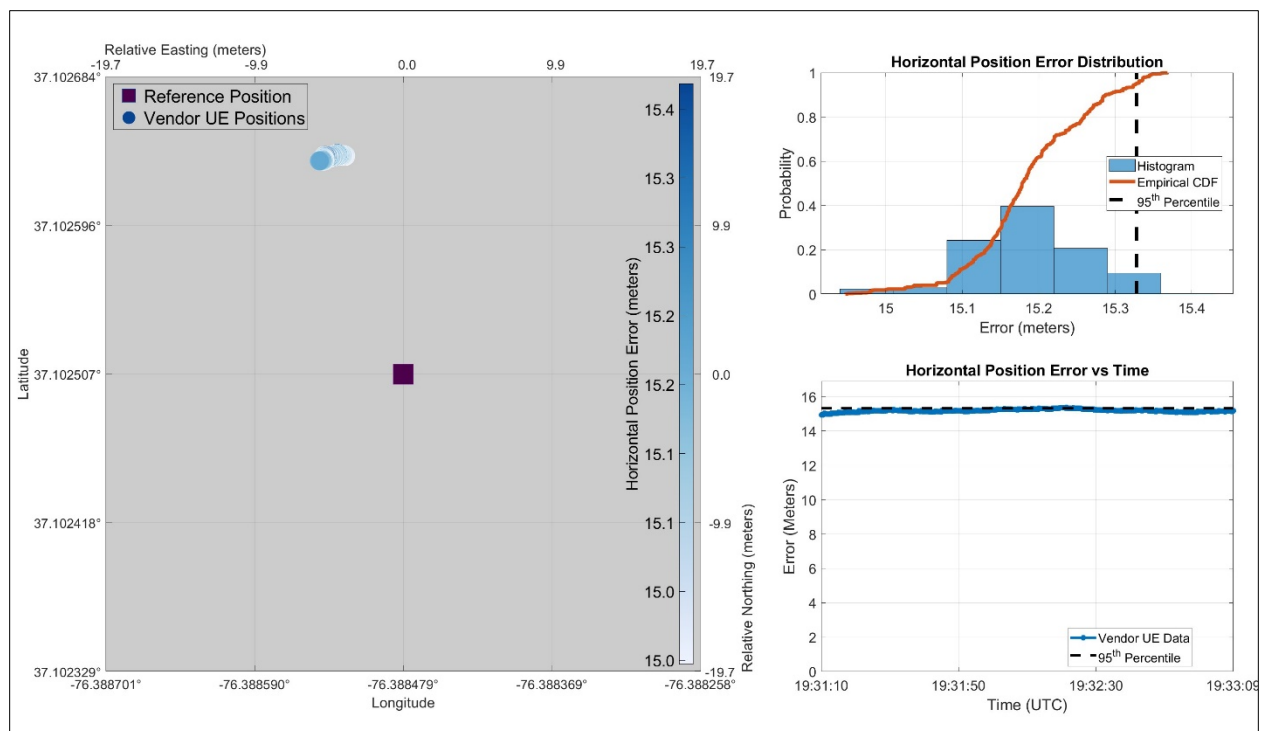 Relative Easting (meters)
-19.7
-9.9
0.0
9.9
19.7
37.102684°
37.102596°
37.102507°
37.102418°
37.102329°
Latitude
Reference Position
Vendor UE Positions
-76.388701°
-76.388590°
-76.388479°
-76.388369°
-76.388258°
Longitude
Horizontal Position Error (meters)
15.4
15.3
15.3
15.2
15.2
15.1
15.1
15.0
15.0
19.7
9.9
0.0
-9.9
-19.7
Relative Northing (meters)
Horizontal Position Error Distribution
Probability
1
0.8
0.6
0.4
0.2
0
Histogram
Empirical CDF
95th Percentile
15
15.1
15.2
15.3
15.4
Error (meters)
Horizontal Position Error vs Time
Error (Meters)
16
14
12
10
8
6
4
2
0
Vendor UE Data
95th Percentile
19:31:10
19:31:50
19:32:30
19:33:09
Time (UTC)